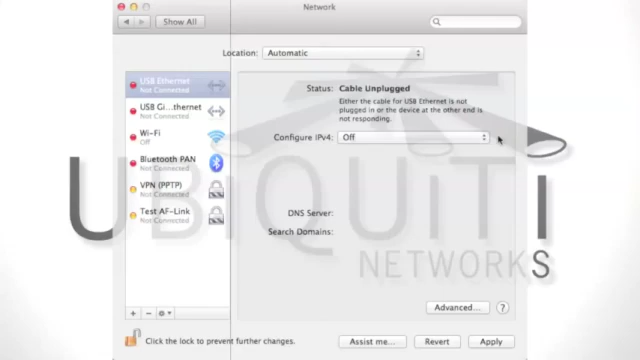 Network
Show All
Location: Automatic
USB Ethernet
Not Connected
USB Gi...thernet
Not Connected
Wi-Fi
Off
Bluetooth PAN
Not Connected
VPN (PPTP)
Not Connected
Test AF-Link
Not Connected
Status: Cable Unplugged
Either the cable for USB Ethernet is not
plugged in or the device at the other end is
not responding.
Configure IPv4: Off
DNS Server:
Search Domains:
Advanced...
?
Click the lock to prevent further changes.
Assist me...
Revert
Apply
UBiQUiTi
NETWORKS